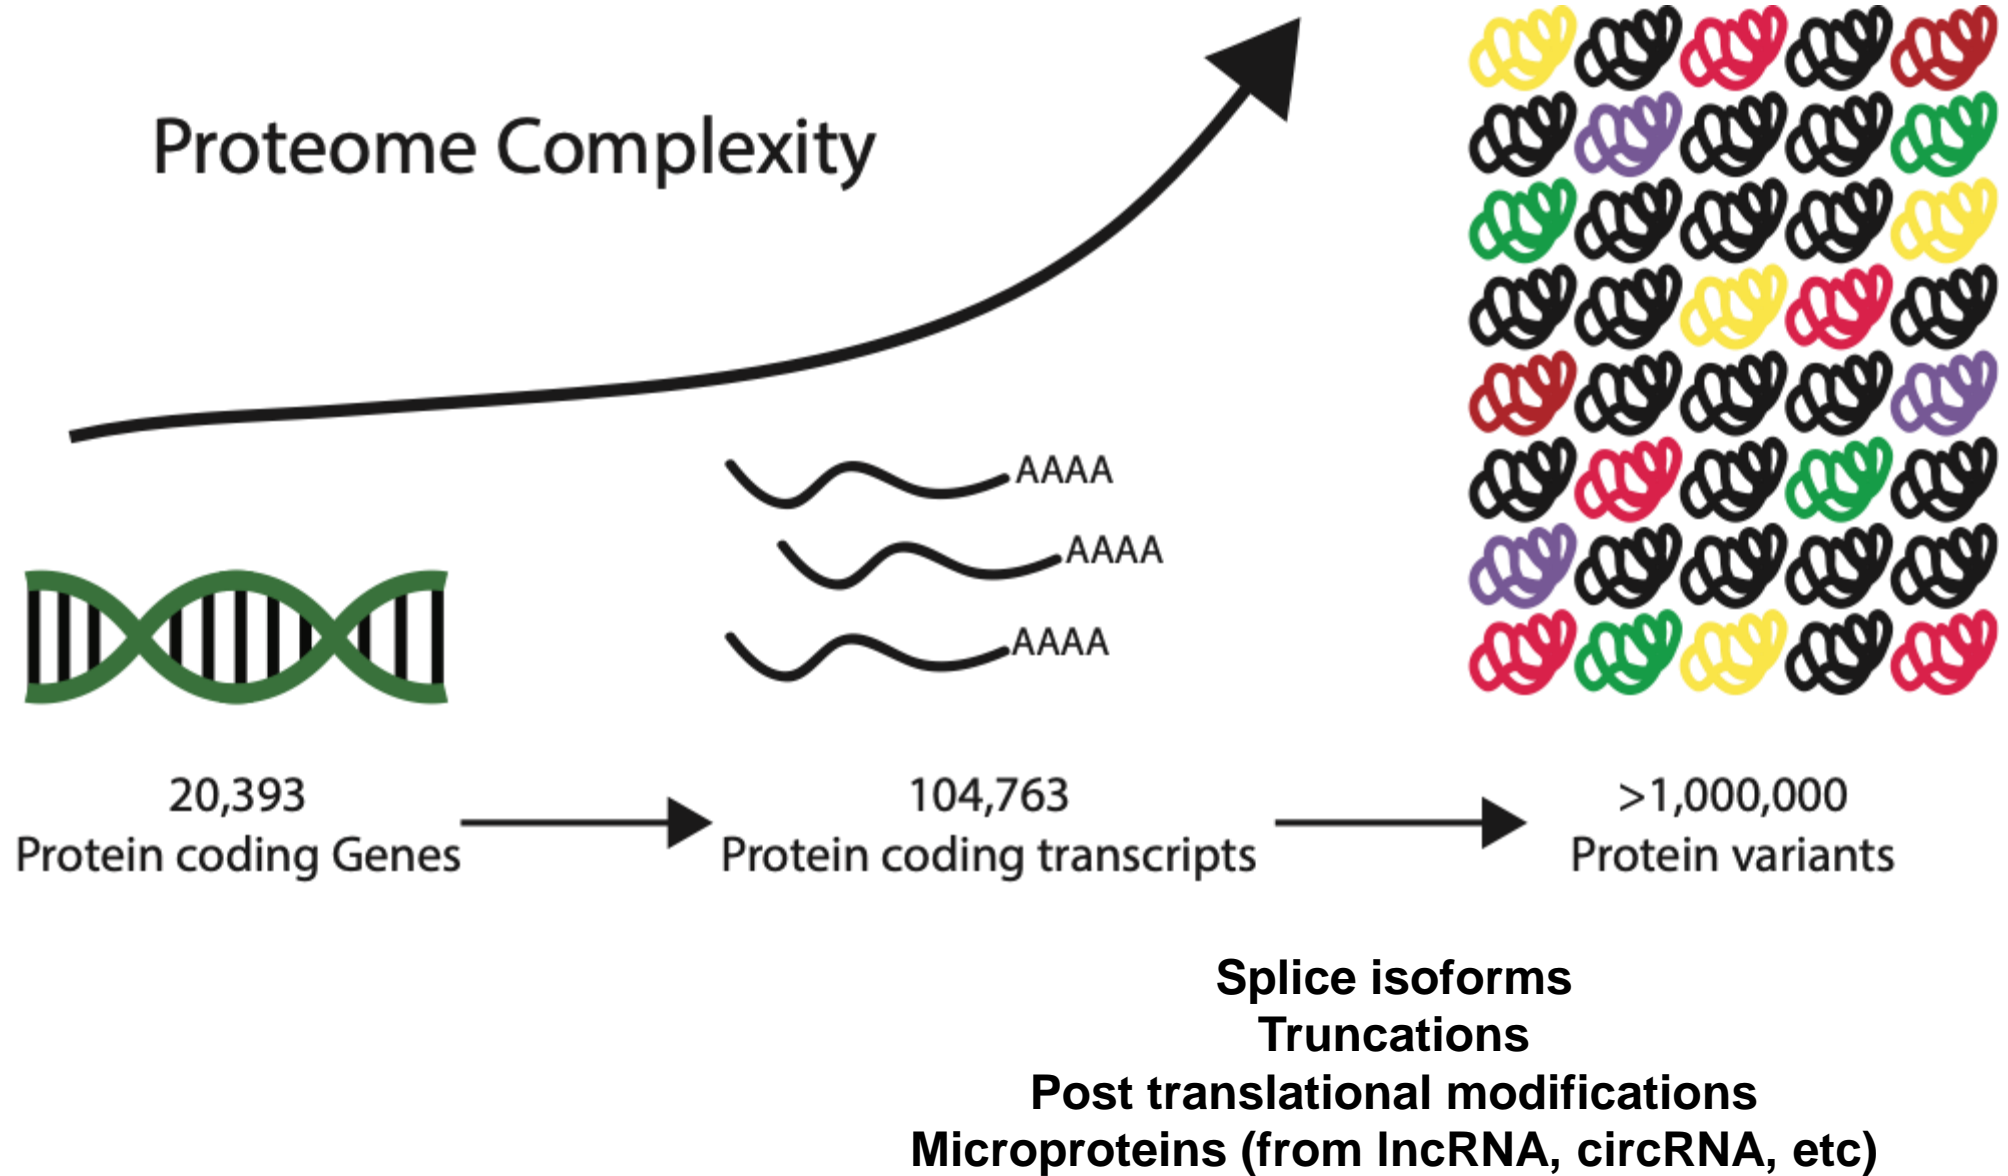 Proteome Complexity
AAAA
AAAA
AAAA
20,393
Protein coding Genes
104,763
Protein coding transcripts
>1,000,000
Protein variants
Splice isoforms
Truncations
Post translational modifications
Microproteins (from lncRNA, circRNA, etc)